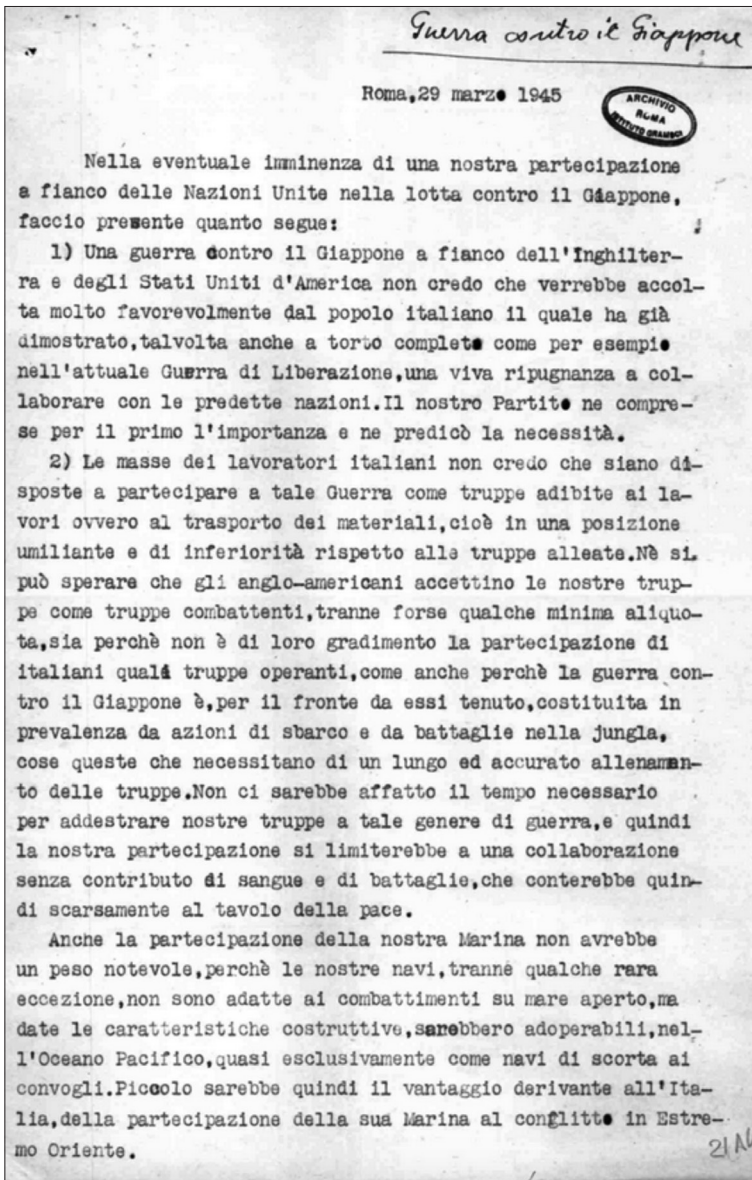 Guerra contro il Giappone
Roma,29 marzo 1945
ARCHIVIO
ROMA
ISTITUTO GRAMSCI
Nella eventuale imminenza di una nostra partecipazione
a fianco delle Nazioni Unite nella lotta contro il Giappone,
faccio presente quanto segue:
1) Una guerra contro il Giappone a fianco dell'Inghilter-
ra e degli Stati Uniti d'America non credo che verrebbe accol-
ta molto favorevolmente dal popolo italiano il quale ha già
dimostrato,talvolta anche a torto completo come per esempio
nell'attuale Guerra di Liberazione,una viva ripugnanza a col-
laborare con le predette nazioni.Il nostro Partito ne compre-
se per il primo l'importanza e ne predicò la necessità.
2) Le masse dei lavoratori italiani non credo che siano di-
sposte a partecipare a tale Guerra come truppe adibite ai la-
vori ovvero al trasporto dei materiali,cioè in una posizione
umiliante e di inferiorità rispetto alle truppe alleate.Nè si
può sperare che gli anglo-americani accettino le nostre trup-
pe come truppe combattenti,tranne forse qualche minima aliquo-
ta,sia perchè non è di loro gradimento la partecipazione di
italiani quali truppe operanti,come anche perchè la guerra con-
tro il Giappone è,per il fronte da essi tenuto,costituita in
prevalenza da azioni di sbarco e da battaglie nella jungla,
cose queste che necessitano di un lungo ed accurato allenamen-
to delle truppe.Non ci sarebbe affatto il tempo necessario
per addestrare nostre truppe a tale genere di guerra,e quindi
la nostra partecipazione si limiterebbe a una collaborazione
senza contributo di sangue e di battaglie,che conterebbe quin-
di scarsamente al tavolo della pace.
Anche la partecipazione della nostra Marina non avrebbe
un peso notevole,perchè le nostre navi,tranne qualche rara
eccezione,non sono adatte ai combattimenti su mare aperto,ma
date le caratteristiche costruttive,sarebbero adoperabili,nel-
l'Oceano Pacifico,quasi esclusivamente come navi di scorta ai
convogli.Piccolo sarebbe quindi il vantaggio derivante all'Ita-
lia,della partecipazione della sua Marina al conflitto in Estre-
mo Oriente.